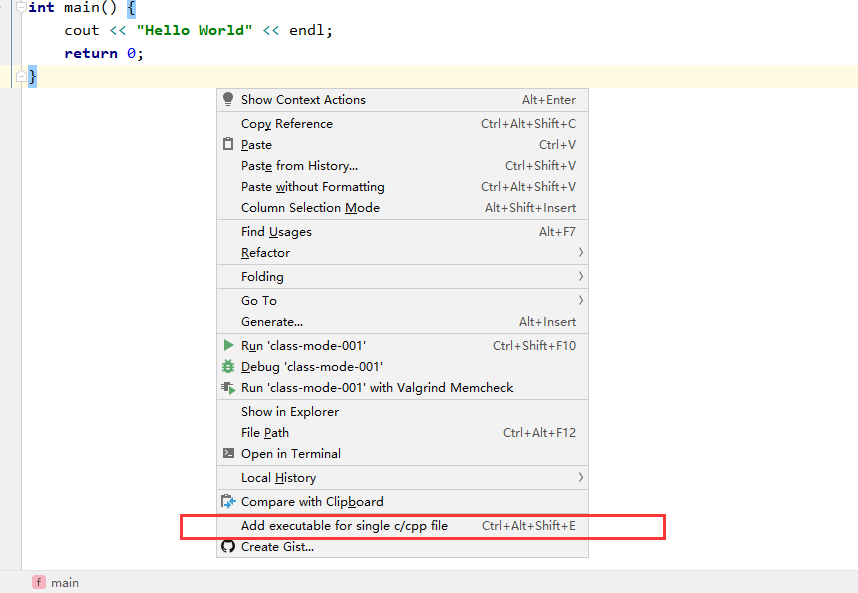 int main() {
cout << "Hello World" << endl;
return 0;
}
Show Context Actions Alt+Enter
Copy Reference Ctrl+Alt+Shift+C
Paste Ctrl+V
Paste from History... Ctrl+Shift+V
Paste without Formatting Ctrl+Alt+Shift+V
Column Selection Mode Alt+Shift+Insert
Find Usages Alt+F7
Refactor
Folding
Go To
Generate... Alt+Insert
Run 'class-mode-001' Ctrl+Shift+F10
Debug 'class-mode-001'
Run 'class-mode-001' with Valgrind Memcheck
Show in Explorer
File Path Ctrl+Alt+F12
Open in Terminal
Local History
Compare with Clipboard
Add executable for single c/cpp file Ctrl+Alt+Shift+E
Create Gist...
f main